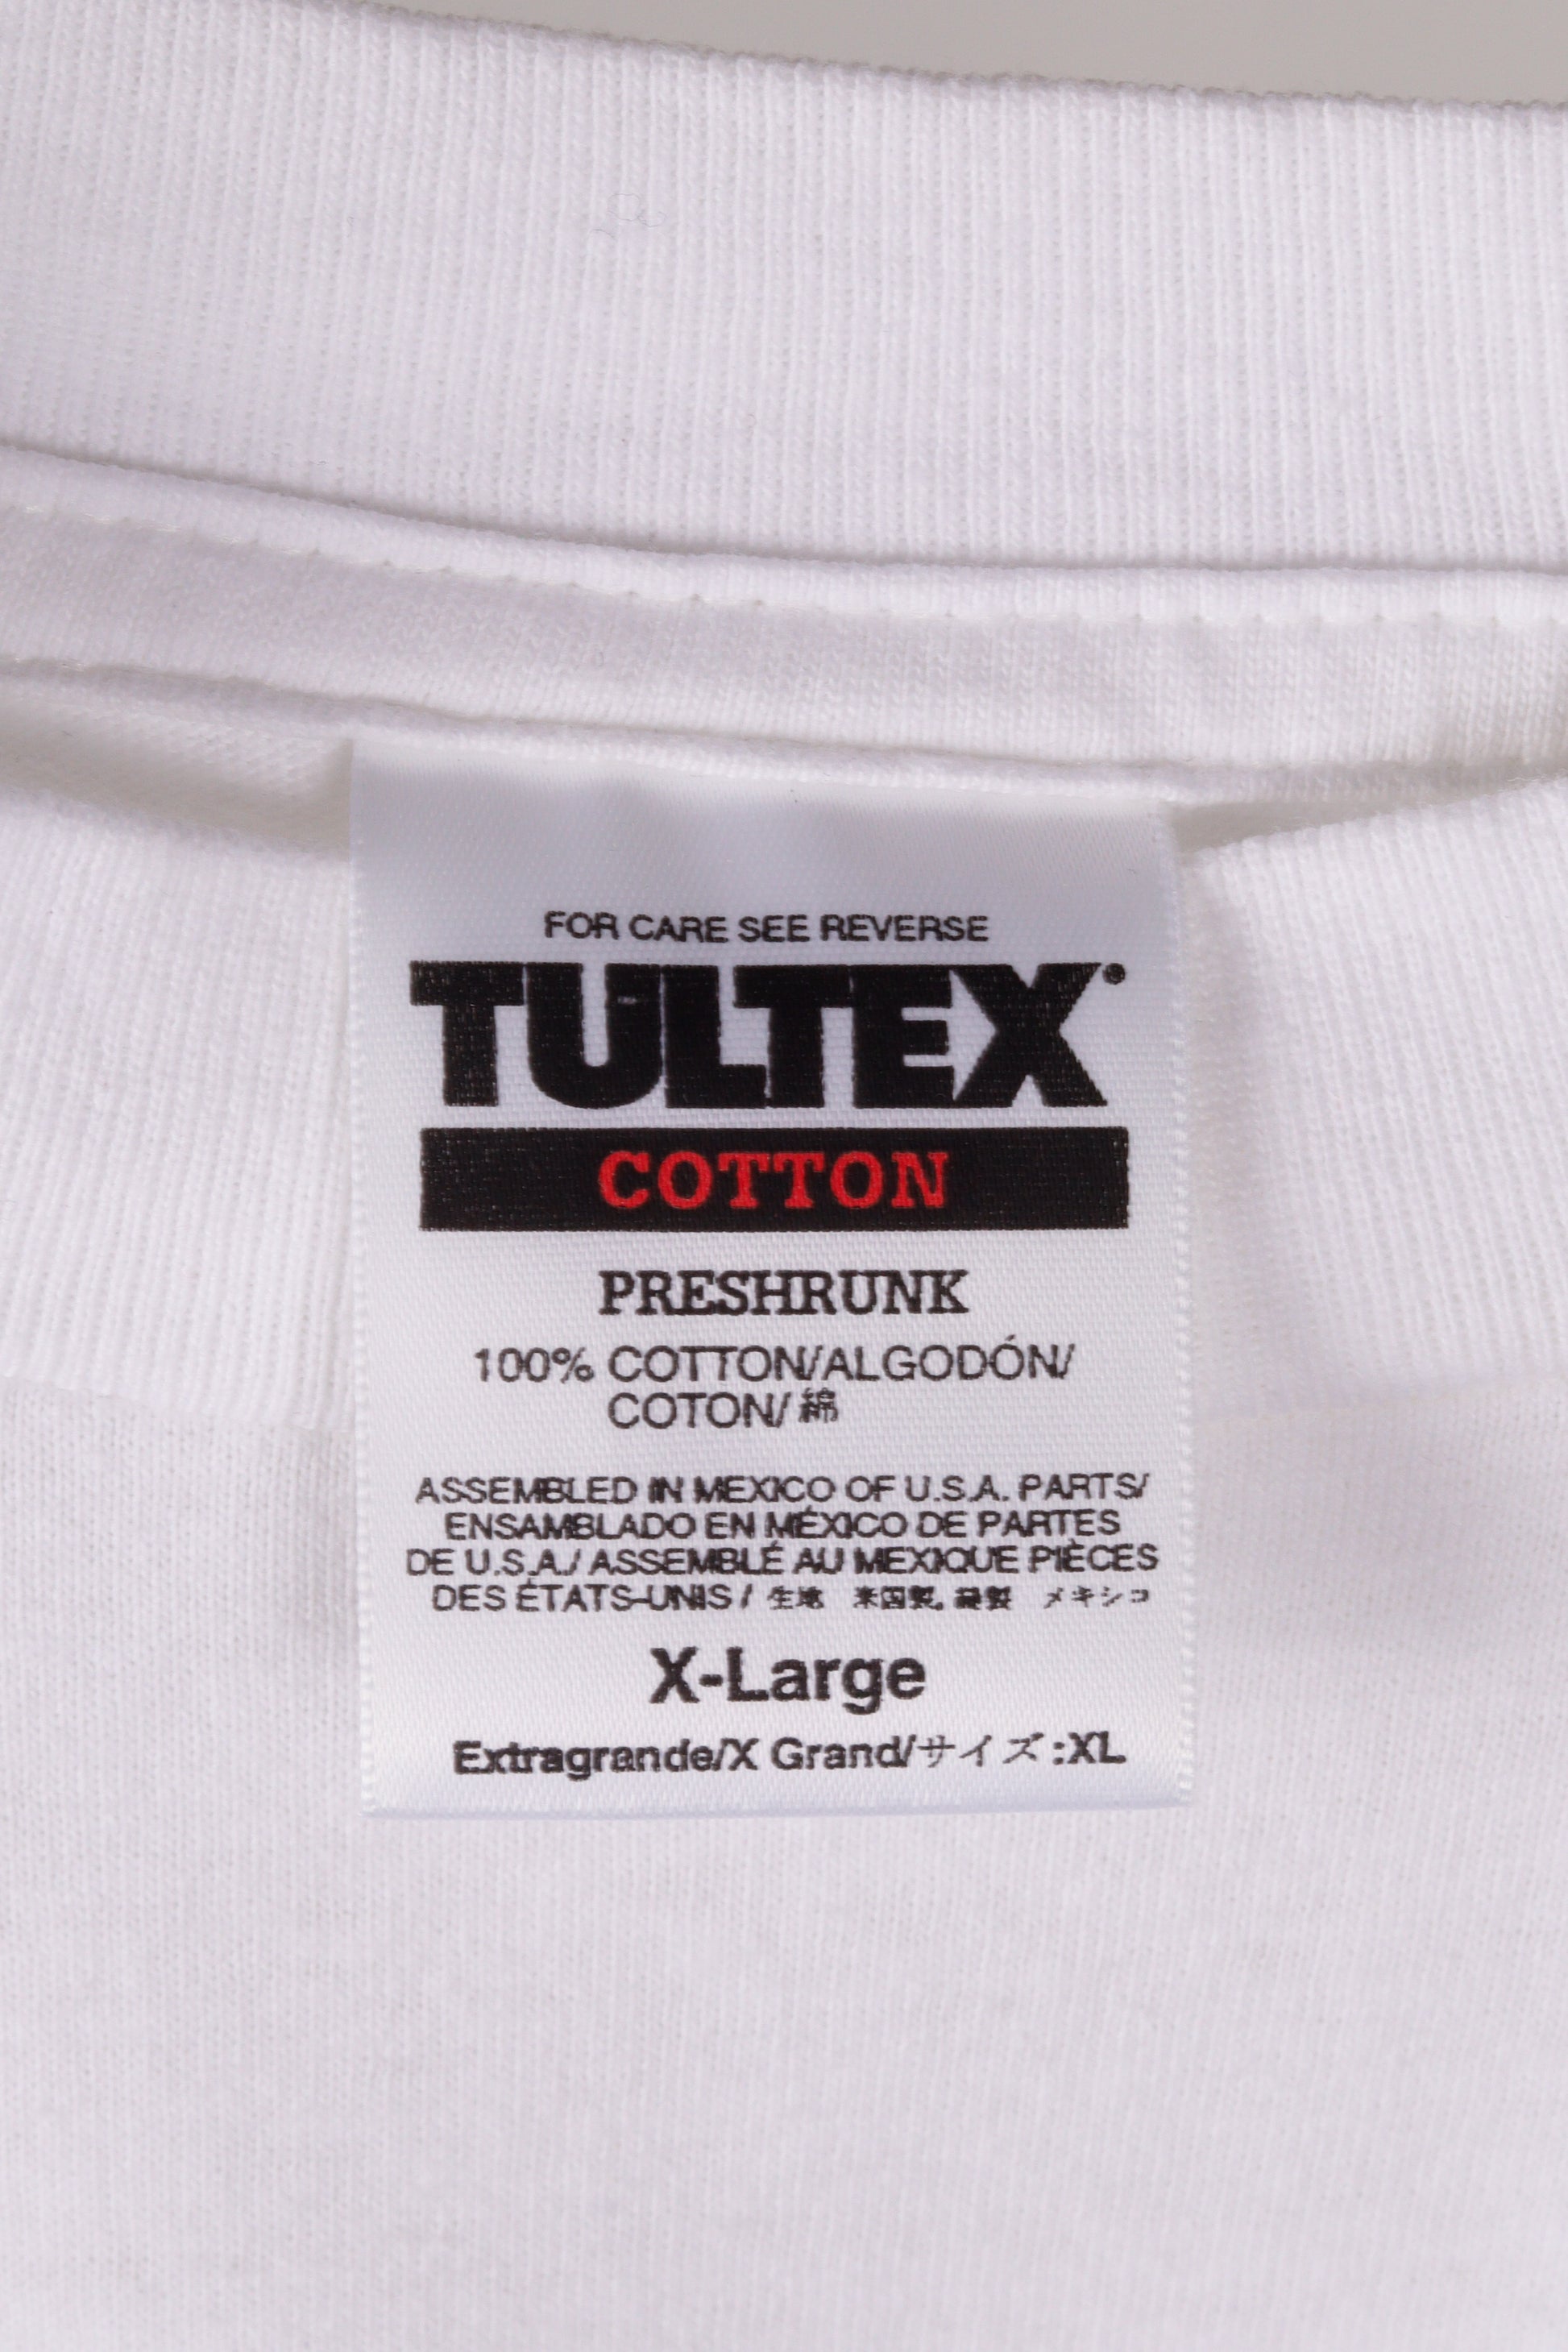 FOR CARE SEE REVERSE
TULTEX
COTTON
PRESHRUNK
100% COTTON/ALGODÓN/
COTON/綿
ASSEMBLED IN MEXICO OF U.S.A. PARTS/
ENSAMBLADO EN MÉXICO DE PARTES
DE U.S.A./ASSEMBLÉ AU MEXIQUE PIÈCES
DES ÉTATS-UNIS/ 生地 米国製, 縫製 メキシコ
X-Large
Extragrande/X Grand/サイズ:XL